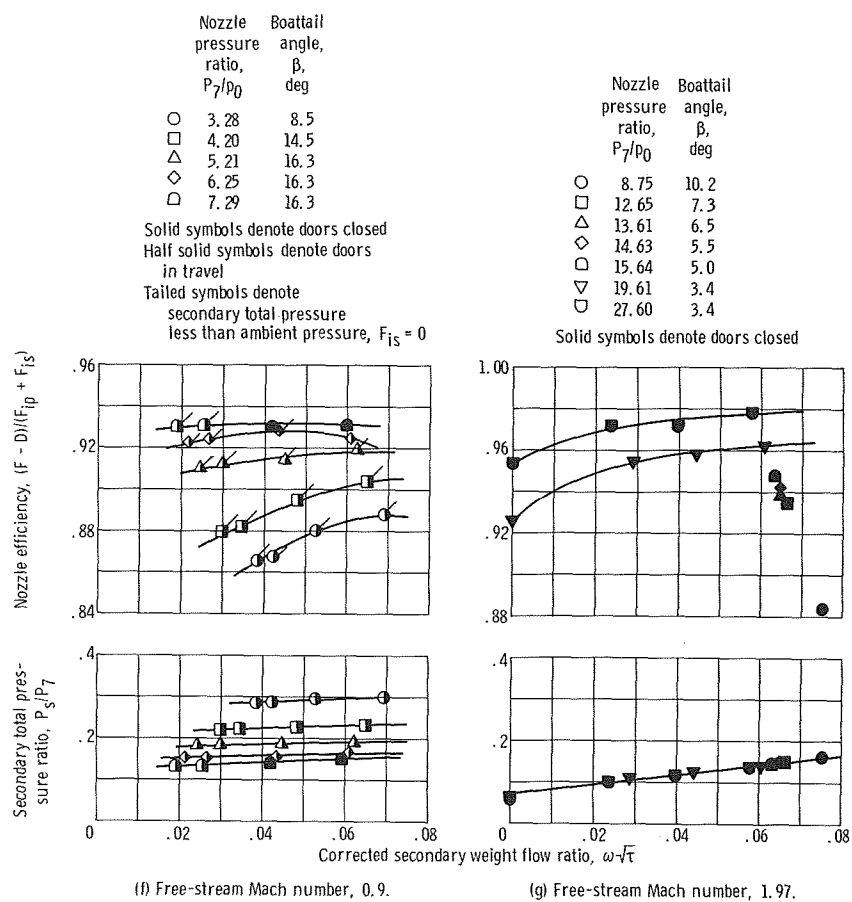 Nozzle Boattail
pressure angle,
ratio, β,
P7/p0 deg
3.28 8.5
4.20 14.5
5.21 16.3
6.25 16.3
7.29 16.3
Solid symbols denote doors closed
Half solid symbols denote doors
in travel
Tailed symbols denote
secondary total pressure
less than ambient pressure, Fis = 0
Nozzle Boattail
pressure angle,
ratio, β,
P7/p0 deg
8.75 10.2
12.65 7.3
13.61 6.5
14.63 5.5
15.64 5.0
19.61 3.4
27.60 3.4
Solid symbols denote doors closed
Nozzle efficiency, (F - D)/(Fip + Fis)
.96
.92
.88
.84
1.00
.96
.92
.88
Secondary total pres-
sure ratio, Ps/P7
.4
.2
0 .02 .04 .06 .08
.4
.2
0 .02 .04 .06 .08
Corrected secondary weight flow ratio, ω√τ
(f) Free-stream Mach number, 0.9.
(g) Free-stream Mach number, 1.97.